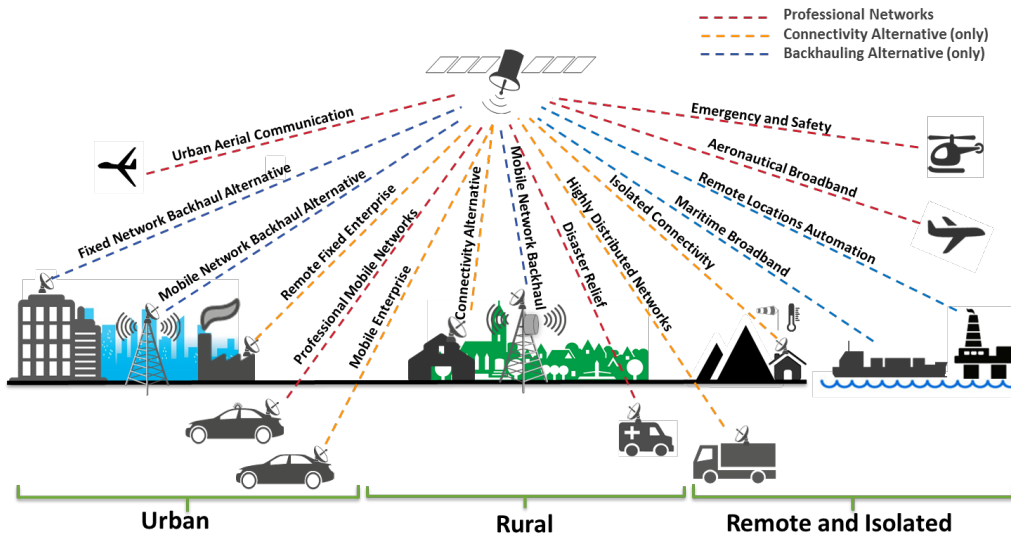 Professional Networks
Connectivity Alternative (only)
Backhauling Alternative (only)
Urban Aerial Communication
Fixed Network Backhaul Alternative
Mobile Network Backhaul Alternative
Remote Fixed Enterprise
Professional Mobile Networks
Mobile Enterprise
Connectivity Alternative
Mobile Network Backhaul
Disaster Relief
Highly Distributed Networks
Isolated Connectivity
Maritime Broadband
Remote Locations Automation
Aeronautical Broadband
Emergency and Safety
Urban
Rural
Remote and Isolated